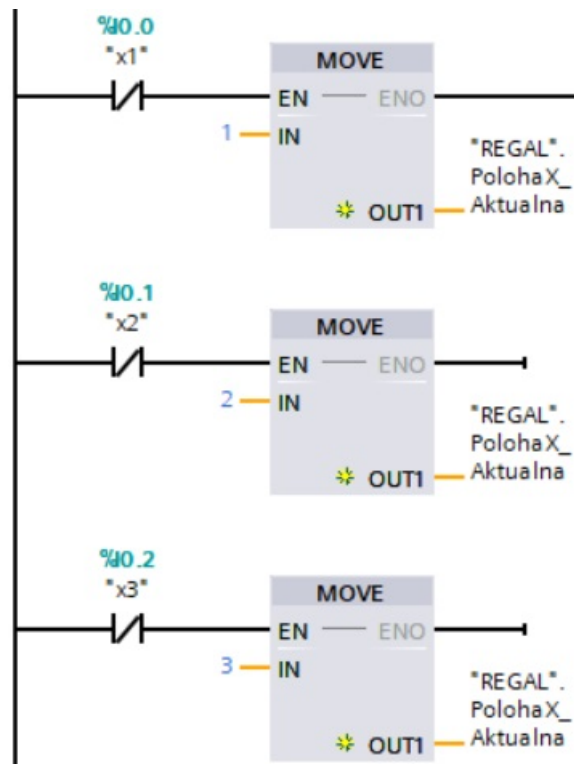 %I0.0
"x1"
MOVE
EN ENO
1 IN
"REGAL".
PolohaX_
OUT1 Aktualna
%I0.1
"x2"
MOVE
EN ENO
2 IN
"REGAL".
PolohaX_
OUT1 Aktualna
%I0.2
"x3"
MOVE
EN ENO
3 IN
"REGAL".
PolohaX_
OUT1 Aktualna